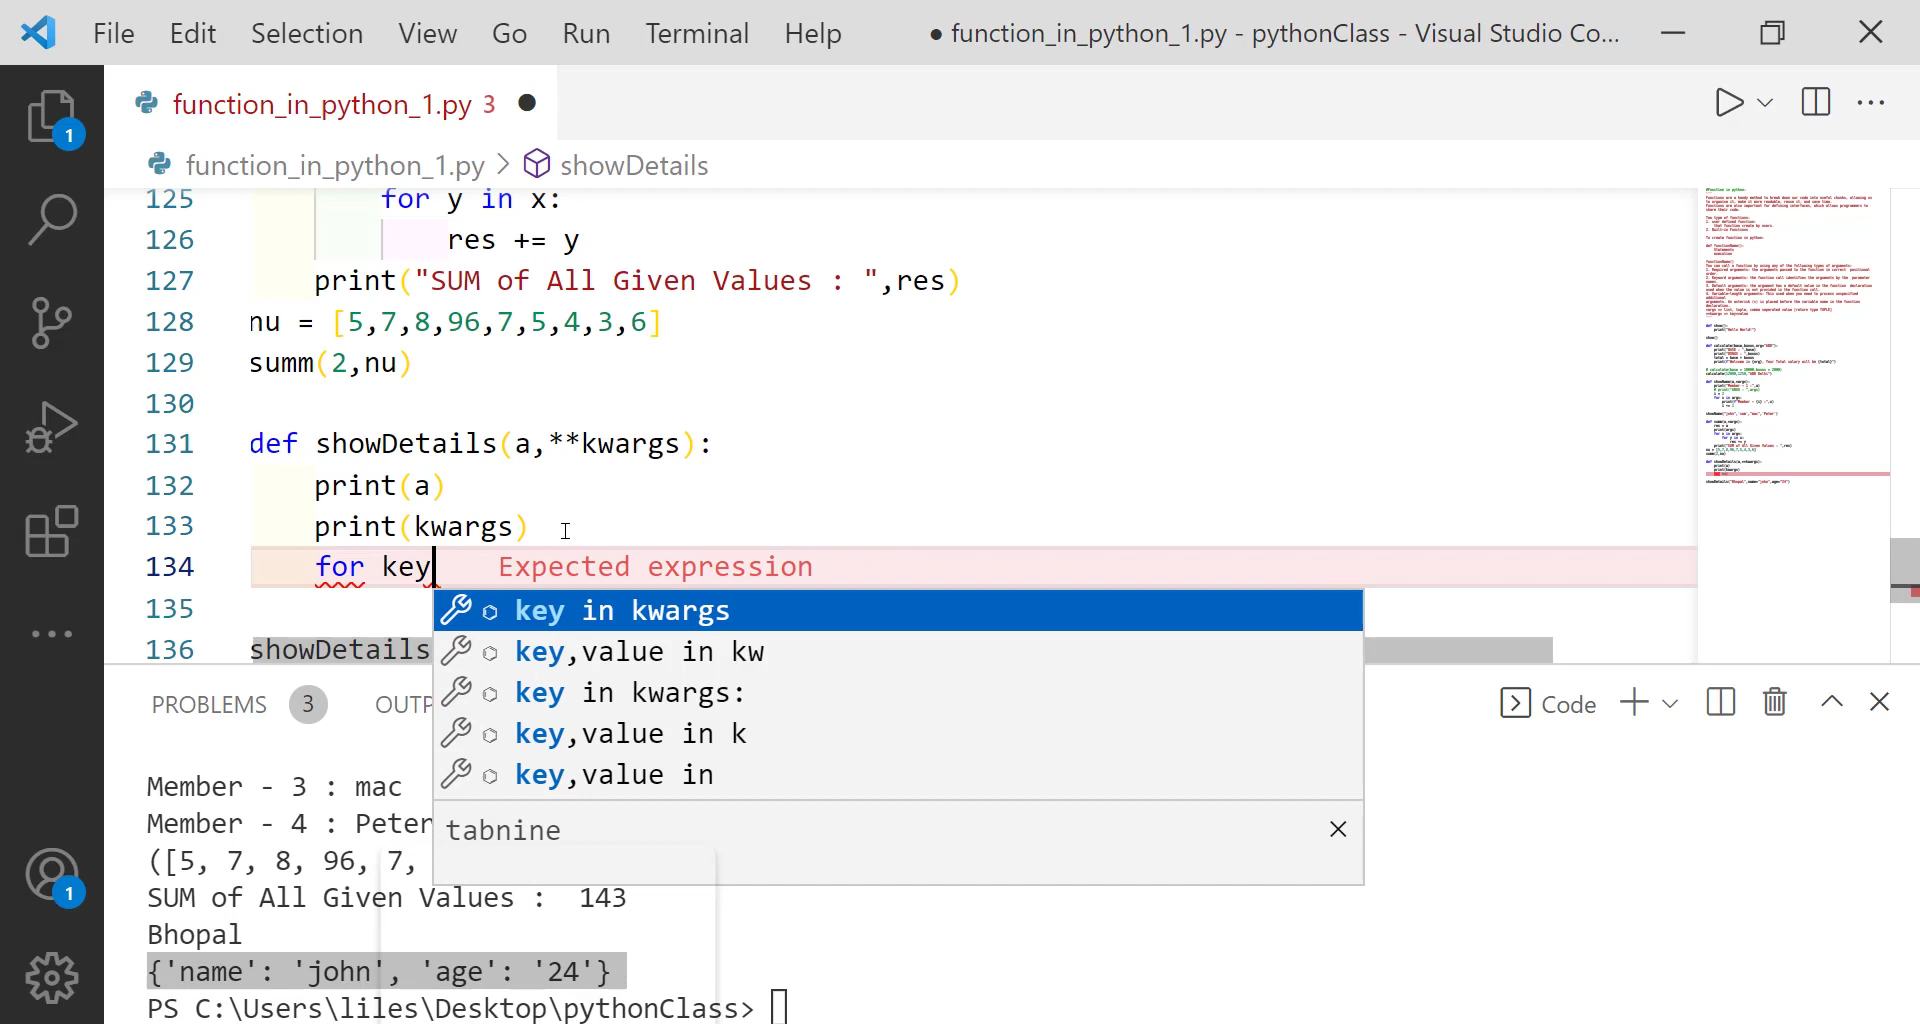 File Edit Selection View Go Run Terminal Help ● function_in_python_1.py - pythonClass - Visual Studio Co...
function_in_python_1.py 3 ●
function_in_python_1.py > showDetails
125 for y in x:
126 res += y
127 print("SUM of All Given Values : ",res)
128 nu = [5,7,8,96,7,5,4,3,6]
129 summ(2,nu)
130
131 def showDetails(a,**kwargs):
132 print(a)
133 print(kwargs)
134 for key Expected expression
135
136 showDetails
key in kwargs
key,value in kw
key in kwargs:
key,value in k
key,value in
tabnine
PROBLEMS 3 OUTP
Code
Member - 3 : mac
Member - 4 : Peter
([5, 7, 8, 96, 7,
SUM of All Given Values :  143
Bhopal
{'name': 'john', 'age': '24'}
PS C:\Users\liles\Desktop\pythonClass>
1
1